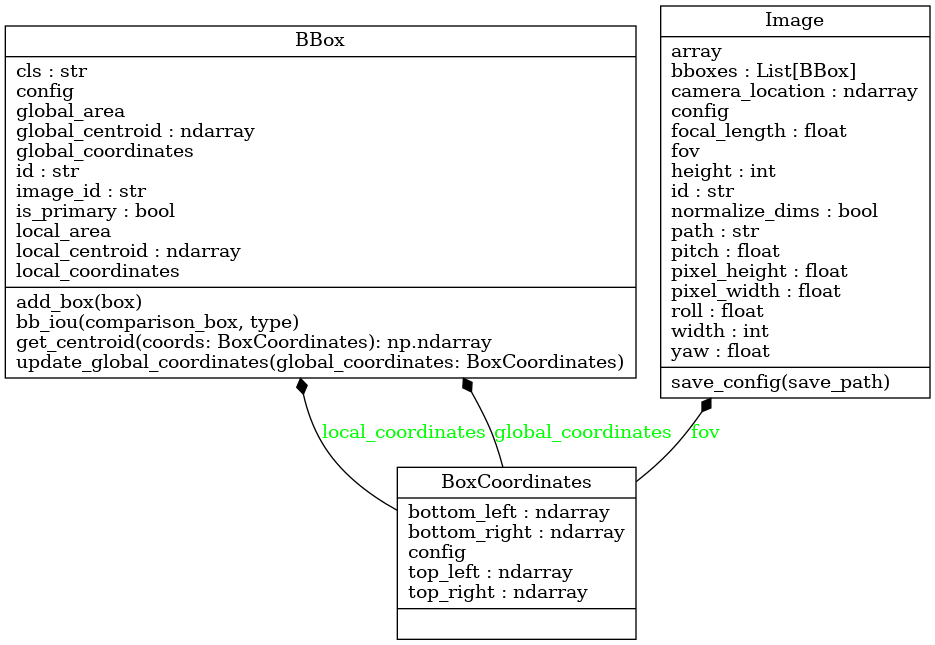 BBox
cls : str
config
global_area
global_centroid : ndarray
global_coordinates
id : str
image_id : str
is_primary : bool
local_area
local_centroid : ndarray
local_coordinates
add_box(box)
bb_iou(comparison_box, type)
get_centroid(coords: BoxCoordinates): np.ndarray
update_global_coordinates(global_coordinates: BoxCoordinates)
Image
array
bboxes : List[BBox]
camera_location : ndarray
config
focal_length : float
fov
height : int
id : str
normalize_dims : bool
path : str
pitch : float
pixel_height : float
pixel_width : float
roll : float
width : int
yaw : float
save_config(save_path)
local_coordinates
global_coordinates
fov
BoxCoordinates
bottom_left : ndarray
bottom_right : ndarray
config
top_left : ndarray
top_right : ndarray